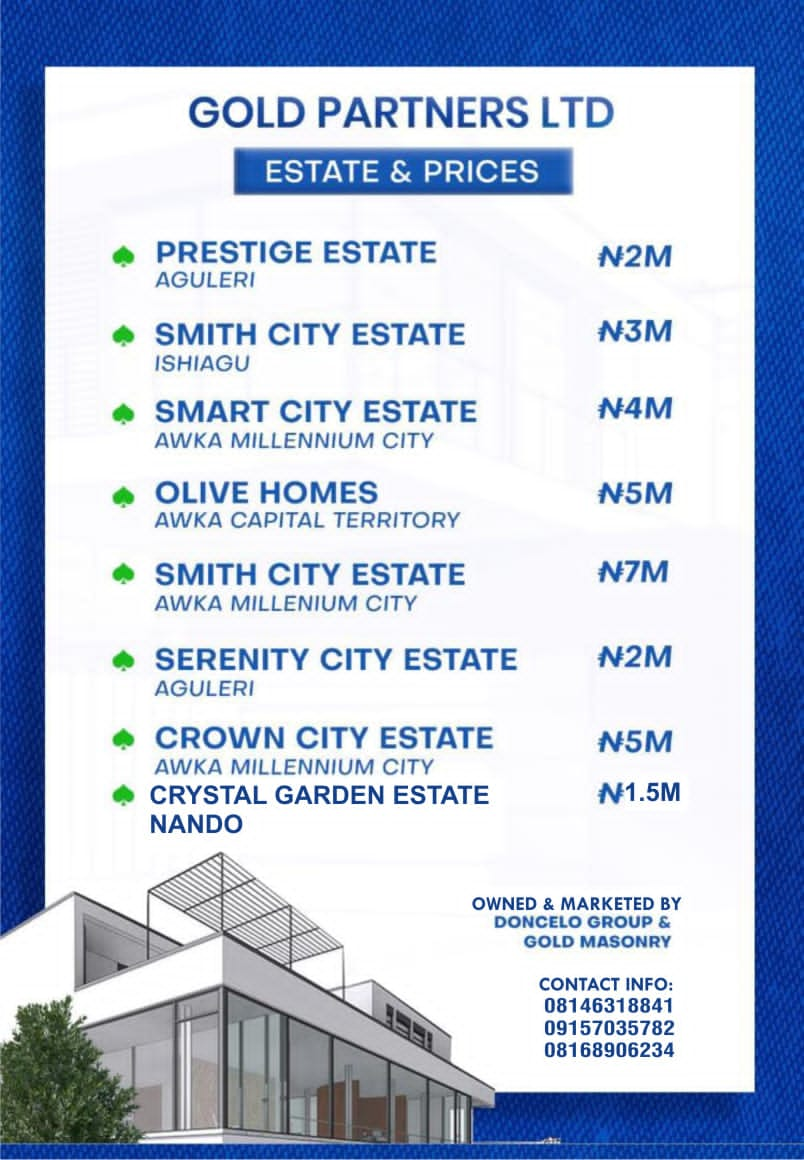 GOLD PARTNERS LTD
ESTATE & PRICES
PRESTIGE ESTATE ₦2M
AGULERI
SMITH CITY ESTATE ₦3M
ISHIAGU
SMART CITY ESTATE ₦4M
AWKA MILLENNIUM CITY
OLIVE HOMES ₦5M
AWKA CAPITAL TERRITORY
SMITH CITY ESTATE ₦7M
AWKA MILLENIUM CITY
SERENITY CITY ESTATE ₦2M
AGULERI
CROWN CITY ESTATE ₦5M
AWKA MILLENNIUM CITY
CRYSTAL GARDEN ESTATE ₦1.5M
NANDO
OWNED & MARKETED BY
DONCELO GROUP &
GOLD MASONRY
CONTACT INFO:
08146318841
09157035782
08168906234